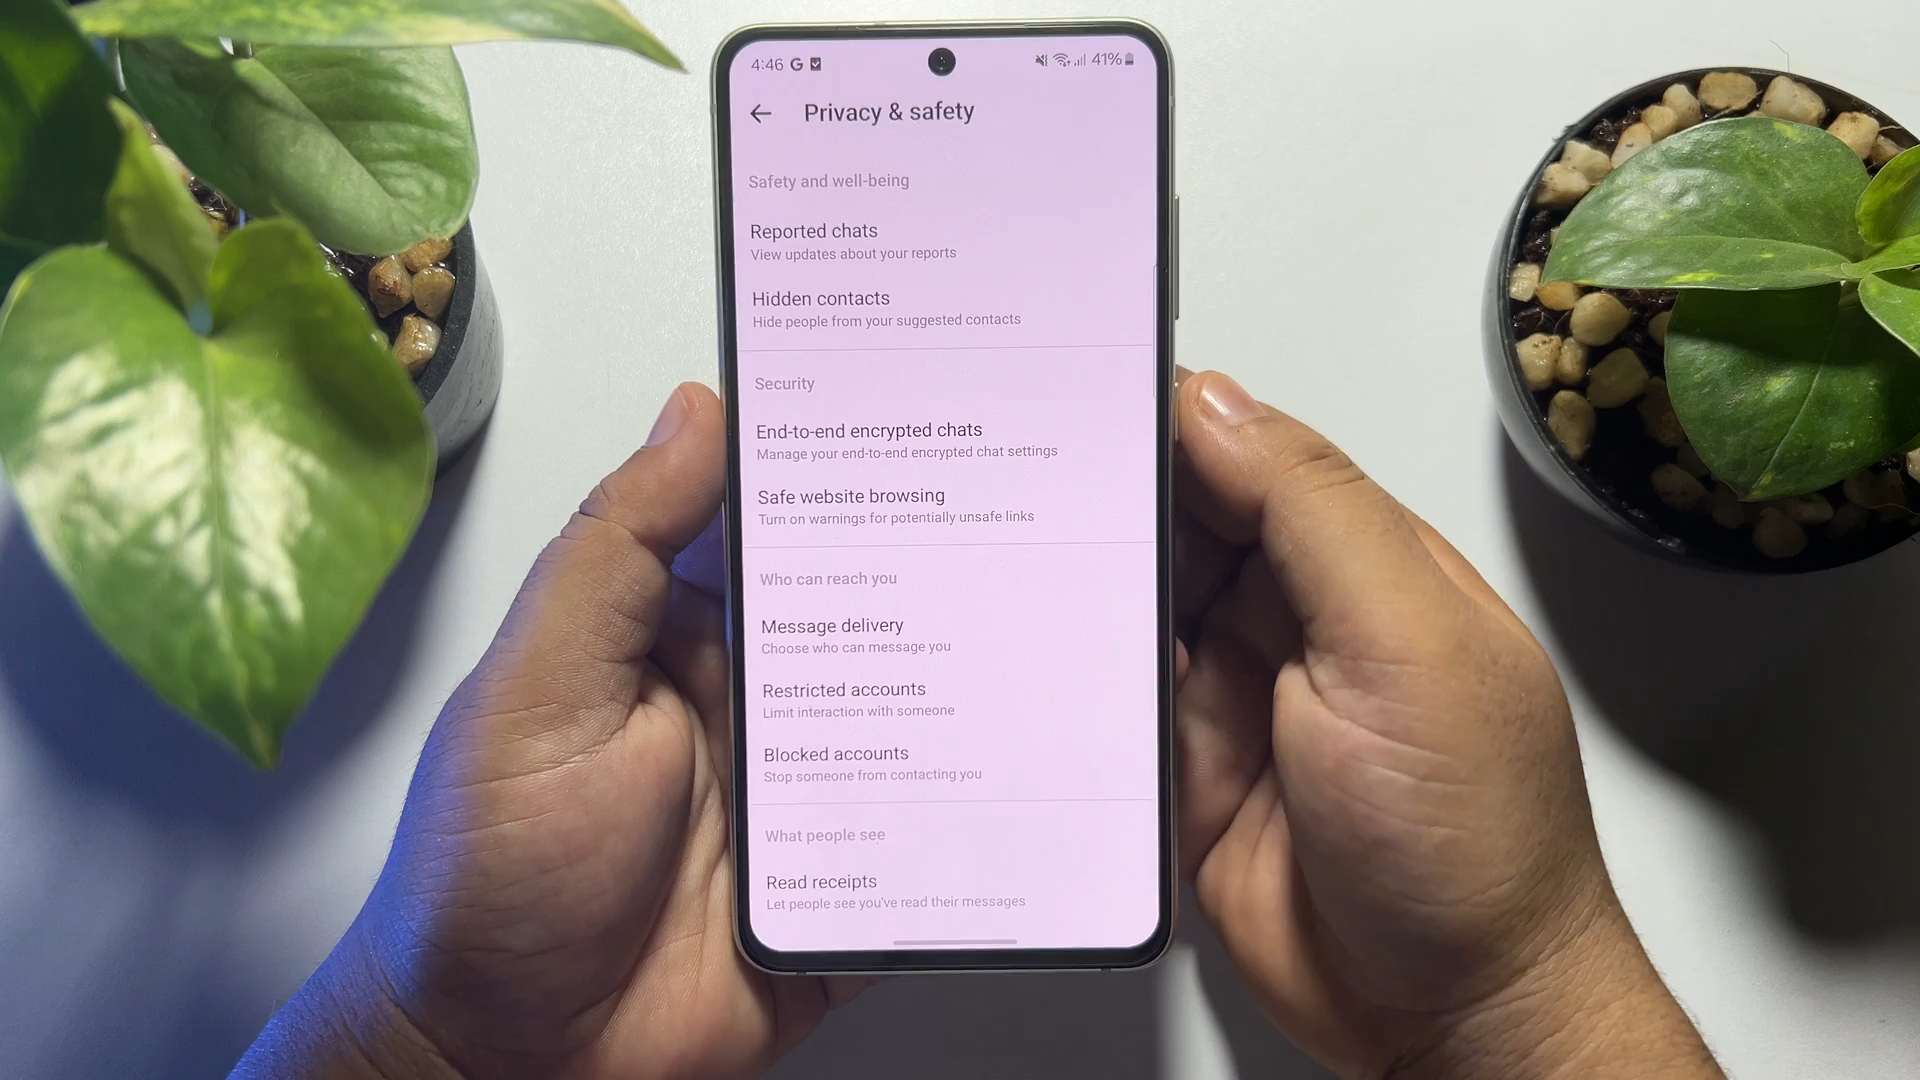 4:46 G 41%
Privacy & safety
Safety and well-being
Reported chats
View updates about your reports
Hidden contacts
Hide people from your suggested contacts
Security
End-to-end encrypted chats
Manage your end-to-end encrypted chat settings
Safe website browsing
Turn on warnings for potentially unsafe links
Who can reach you
Message delivery
Choose who can message you
Restricted accounts
Limit interaction with someone
Blocked accounts
Stop someone from contacting you
What people see
Read receipts
Let people see you've read their messages